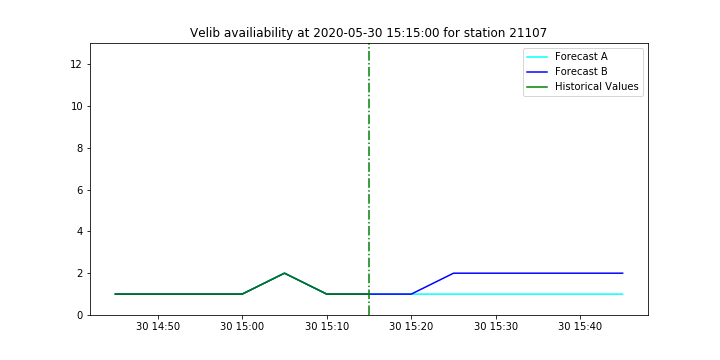 Velib availiability at 2020-05-30 15:15:00 for station 21107
Forecast A
Forecast B
Historical Values
12
10
8
6
4
2
0
30 14:50 30 15:00 30 15:10 30 15:20 30 15:30 30 15:40